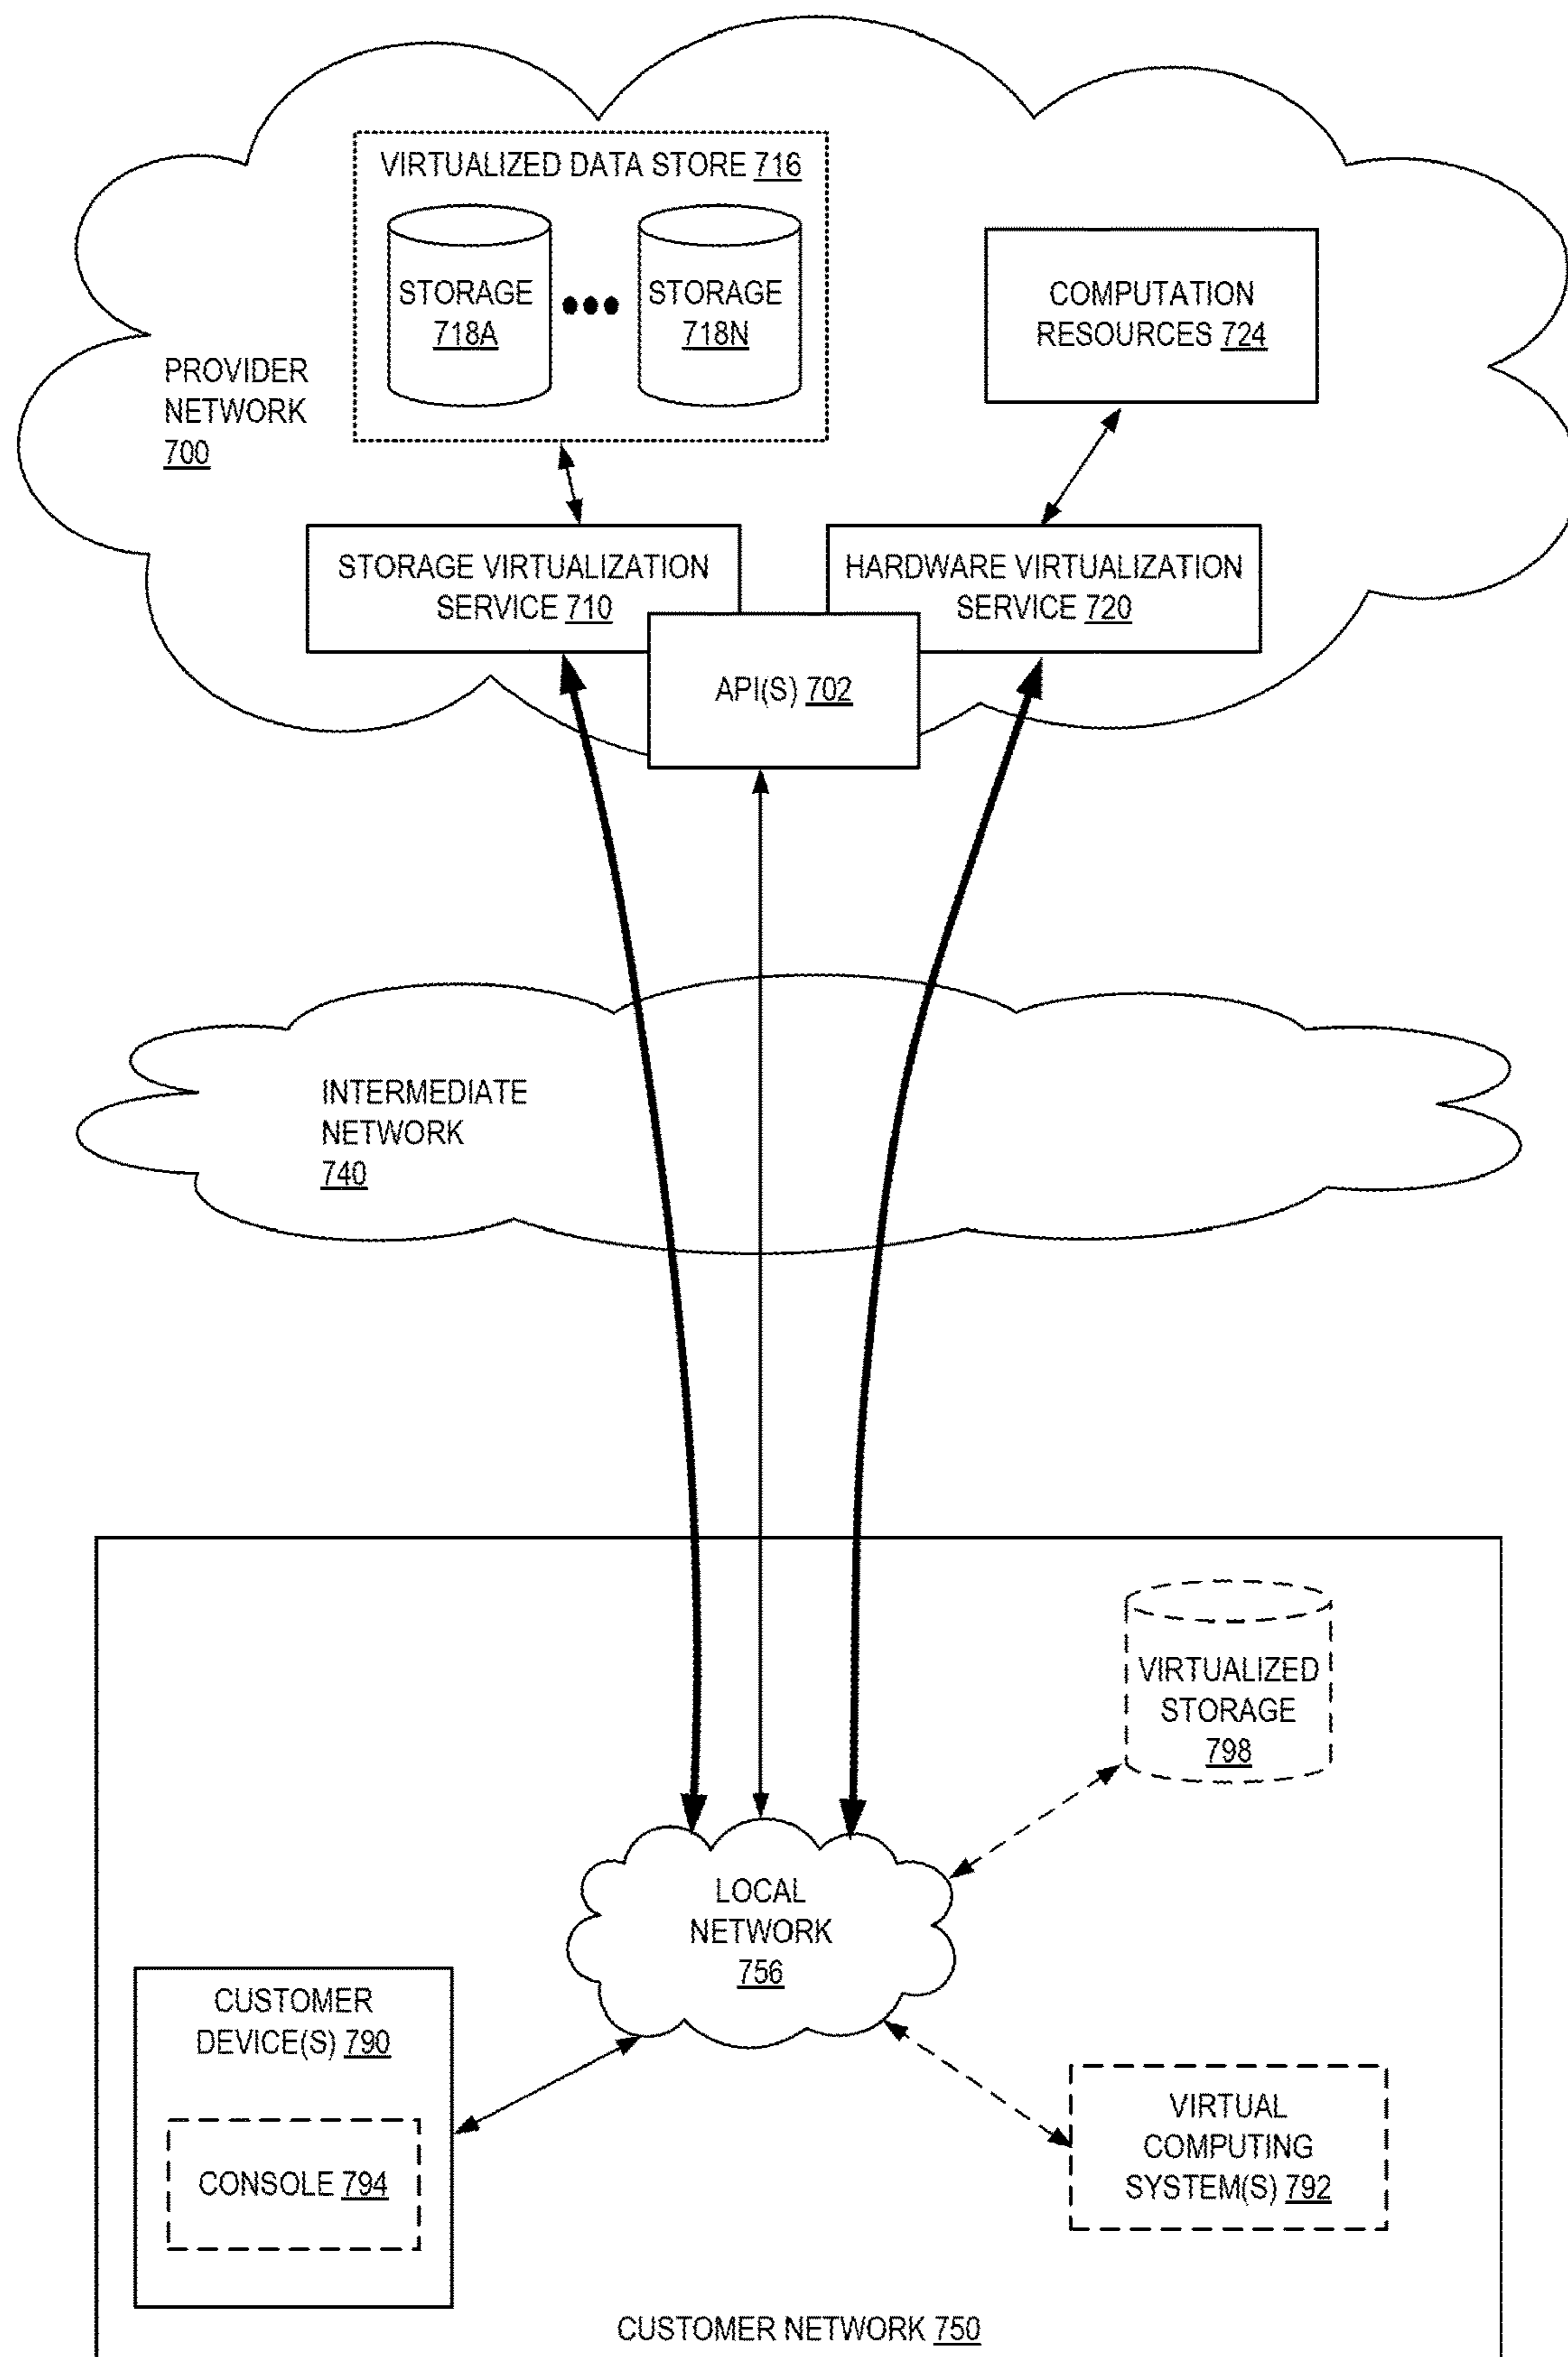 VIRTUALIZED DATA STORE 716
STORAGE
718A
STORAGE
718N
COMPUTATION
RESOURCES 724
PROVIDER
NETWORK
700
STORAGE VIRTUALIZATION
SERVICE 710
HARDWARE VIRTUALIZATION
SERVICE 720
API(S) 702
INTERMEDIATE
NETWORK
740
VIRTUALIZED
STORAGE
798
LOCAL
NETWORK
756
CUSTOMER
DEVICE(S) 790
CONSOLE 794
VIRTUAL
COMPUTING
SYSTEM(S) 792
CUSTOMER NETWORK 750